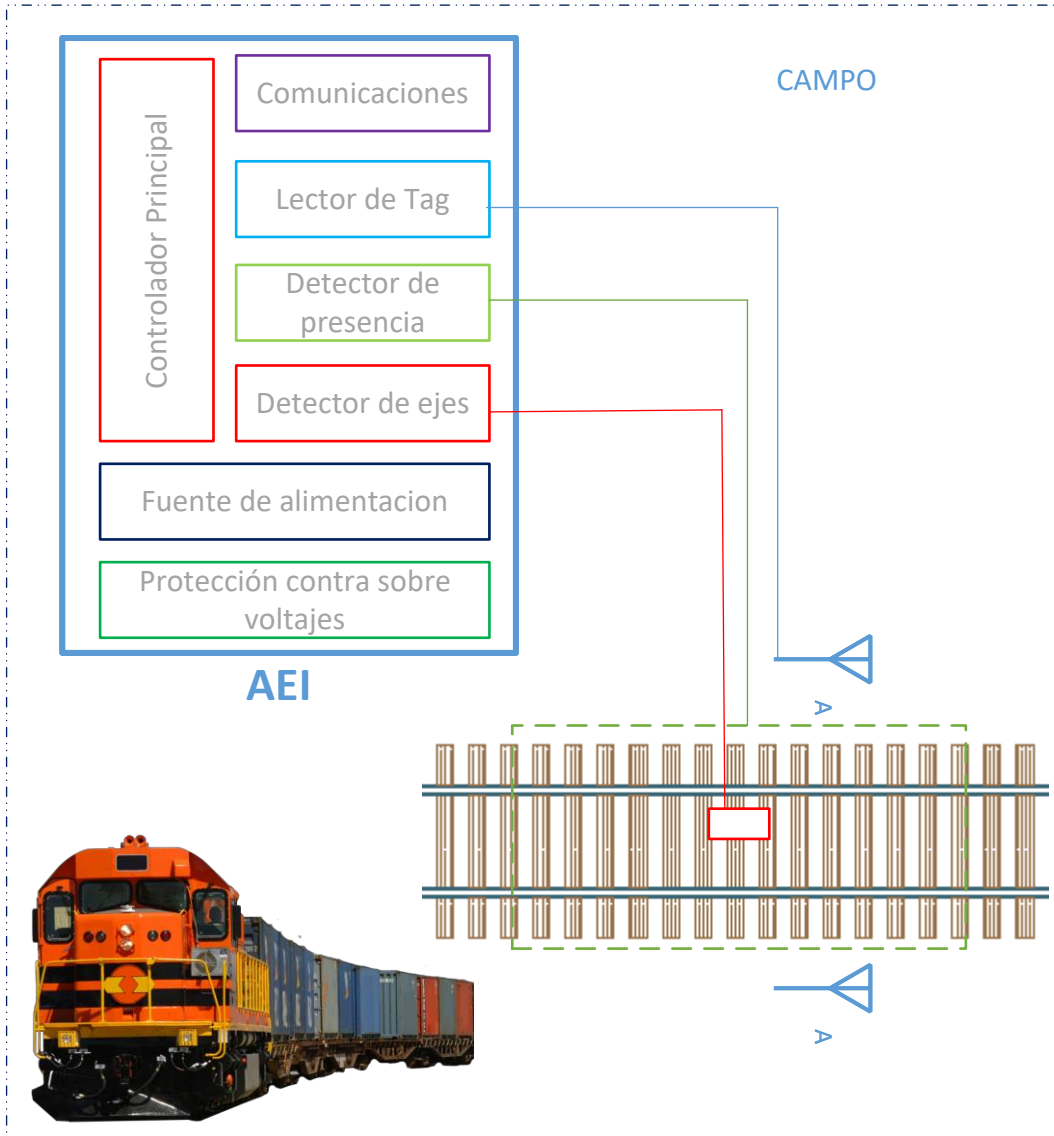 CAMPO
Controlador Principal
Comunicaciones
Lector de Tag
Detector de
presencia
Detector de ejes
Fuente de alimentacion
Protección contra sobre
voltajes
AEI
A
A